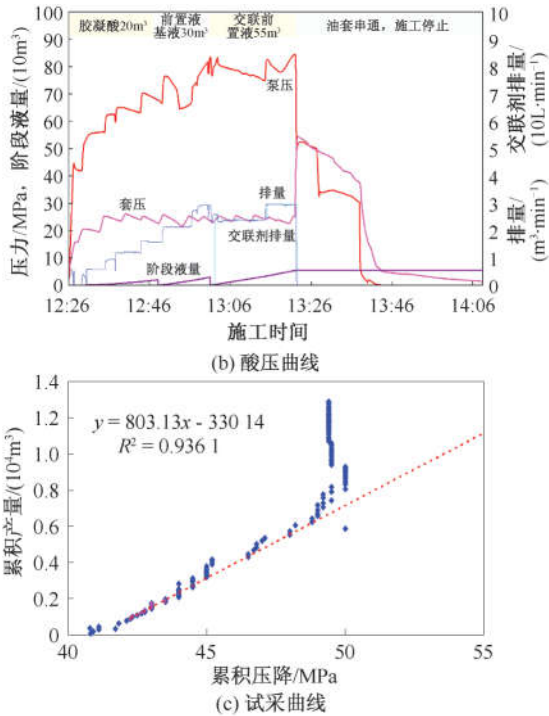 胶凝酸20m³
前置液
基液30m³
交联前
置液55m³
油套串通，施工停止
压力/MPa，阶段液量/(10m³)
100
90
80
70
60
50
40
30
20
10
0
泵压
套压
排量
交联剂排量
阶段液量
10
9
8
7
6
5
4
3
2
1
0
交联剂排量/
(10L·min⁻¹)
排量/
(m³·min⁻¹)
12:26
12:46
13:06
13:26
13:46
14:06
施工时间
(b) 酸压曲线
累积产量/(10⁴m³)
1.4
1.2
1.0
0.8
0.6
0.4
0.2
0
y = 803.13x - 330 14
R² = 0.936 1
40
45
50
55
累积压降/MPa
(c) 试采曲线